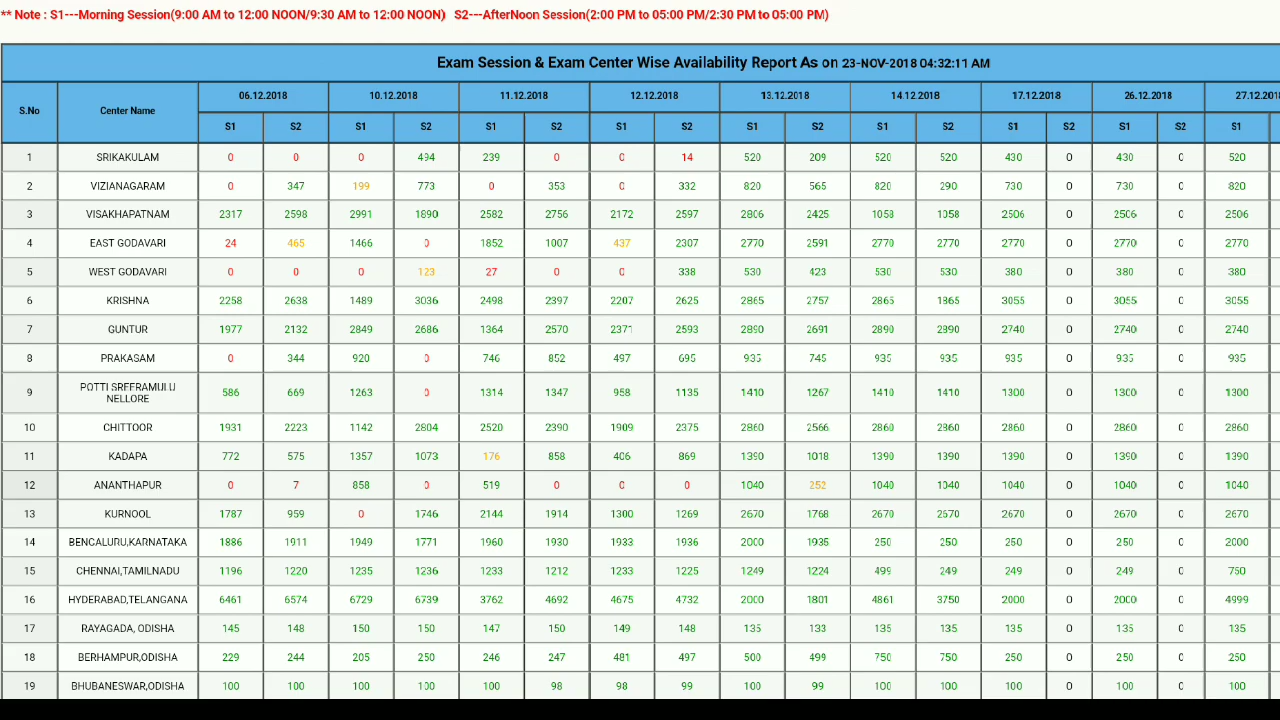 ** Note : S1---Morning Session(9:00 AM to 12:00 NOON/9:30 AM to 12:00 NOON)   S2---AfterNoon Session(2:00 PM to 05:00 PM/2:30 PM to 05:00 PM)
Exam Session & Exam Center Wise Availability Report As on 23-NOV-2018 04:32:11 AM
S.No Center Name 06.12.2018 10.12.2018 11.12.2018 12.12.2018 13.12.2018 14.12.2018 17.12.2018 26.12.2018 27.12.2018
S1 S2 S1 S2 S1 S2 S1 S2 S1 S2 S1 S2 S1 S2 S1 S2 S1
1 SRIKAKULAM 0 0 0 494 239 0 0 14 520 209 520 520 430 0 430 0 520
2 VIZIANAGARAM 0 347 199 773 0 353 0 332 820 565 820 290 730 0 730 0 820
3 VISAKHAPATNAM 2317 2598 2991 1890 2582 2756 2172 2597 2806 2425 1058 1058 2506 0 2506 0 2506
4 EAST GODAVARI 24 465 1466 0 1852 1007 437 2307 2770 2591 2770 2770 2770 0 2770 0 2770
5 WEST GODAVARI 0 0 0 123 27 0 0 338 530 423 530 530 380 0 380 0 380
6 KRISHNA 2258 2638 1489 3036 2498 2397 2207 2625 2865 2757 2865 1865 3055 0 3055 0 3055
7 GUNTUR 1977 2132 2849 2686 1364 2570 2371 2593 2890 2691 2890 2890 2740 0 2740 0 2740
8 PRAKASAM 0 344 920 0 746 852 497 695 935 745 935 935 935 0 935 0 935
9 POTTI SREERAMULU NELLORE 586 669 1263 0 1314 1347 958 1135 1410 1267 1410 1410 1300 0 1300 0 1300
10 CHITTOOR 1931 2223 1142 2804 2520 2390 1909 2375 2860 2566 2860 2860 2860 0 2860 0 2860
11 KADAPA 772 575 1357 1073 176 858 406 869 1390 1018 1390 1390 1390 0 1390 0 1390
12 ANANTHAPUR 0 7 858 0 519 0 0 0 1040 252 1040 1040 1040 0 1040 0 1040
13 KURNOOL 1787 959 0 1746 2144 1914 1300 1269 2670 1768 2670 2570 2670 0 2670 0 2670
14 BENGALURU,KARNATAKA 1886 1911 1949 1771 1960 1930 1933 1936 2000 1935 250 250 250 0 250 0 2000
15 CHENNAI,TAMILNADU 1196 1220 1235 1236 1233 1212 1233 1225 1249 1224 499 249 249 0 249 0 750
16 HYDERABAD,TELANGANA 6461 6574 6729 6739 3762 4692 4675 4732 2000 1801 4861 3750 2000 0 2000 0 4999
17 RAYAGADA, ODISHA 145 148 150 150 147 150 149 148 135 133 135 135 135 0 135 0 135
18 BERHAMPUR,ODISHA 229 244 205 250 246 247 481 497 500 499 750 750 250 0 250 0 250
19 BHUBANESWAR,ODISHA 100 100 100 100 100 98 98 99 100 99 100 100 100 0 100 0 100